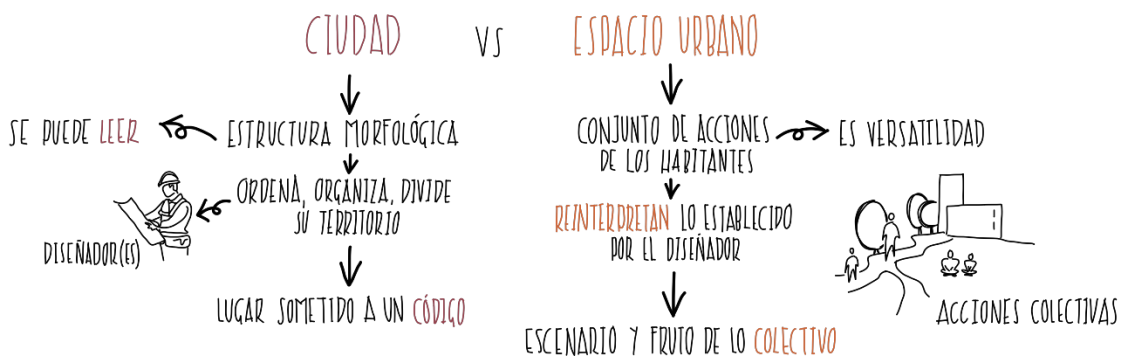 CIUDAD VS ESPACIO URBANO
SE PUEDE LEER
ESTRUCTURA MORFOLÓGICA
ORDENA, ORGANIZA, DIVIDE
SU TERRITORIO
DISEÑADOR(ES)
LUGAR SOMETIDO A UN CÓDIGO
CONJUNTO DE ACCIONES
DE LOS HABITANTES
ES VERSATILIDAD
REINTERPRETAN LO ESTABLECIDO
POR EL DISEÑADOR
ACCIONES COLECTIVAS
ESCENARIO Y FRUTO DE LO COLECTIVO